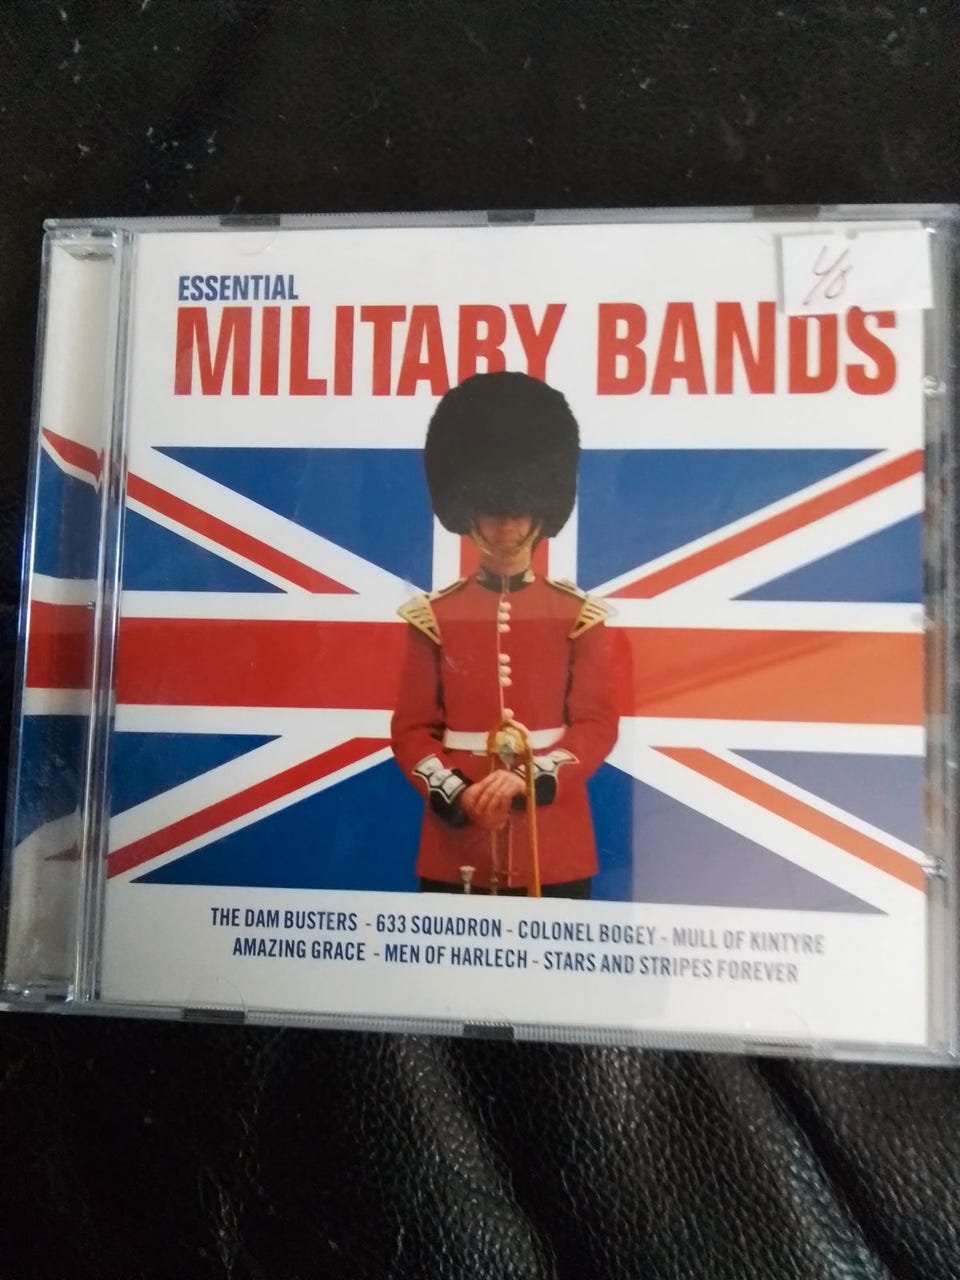 ESSENTIAL
MILITARY BANDS
THE DAM BUSTERS - 633 SQUADRON - COLONEL BOGEY - MULL OF KINTYRE
AMAZING GRACE - MEN OF HARLECH - STARS AND STRIPES FOREVER